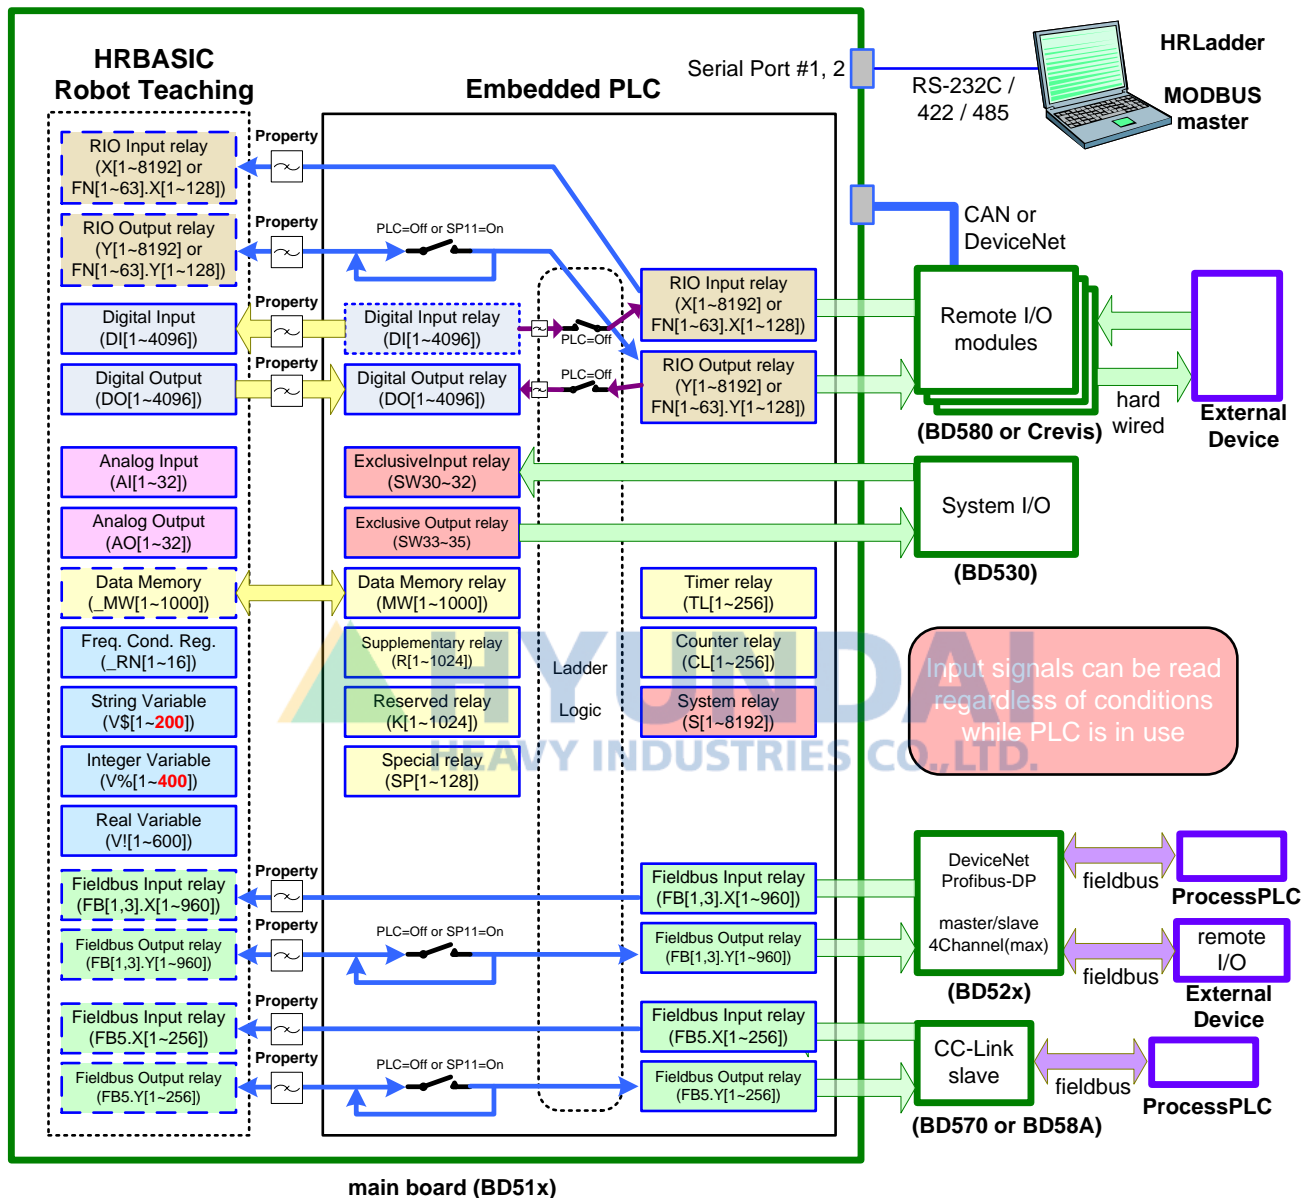 HRBASIC
Robot Teaching
Embedded PLC
Serial Port #1, 2
RS-232C /
422 / 485
HRLadder
MODBUS
master
RIO Input relay
(X[1~8192] or
FN[1~63].X[1~128])
Property
RIO Output relay
(Y[1~8192] or
FN[1~63].Y[1~128])
Property
PLC=Off or SP11=On
CAN or
DeviceNet
Digital Input
(DI[1~4096])
Property
Digital Input relay
(DI[1~4096])
PLC=Off
RIO Input relay
(X[1~8192] or
FN[1~63].X[1~128])
Remote I/O
modules
Digital Output
(DO[1~4096])
Property
Digital Output relay
(DO[1~4096])
PLC=Off
RIO Output relay
(Y[1~8192] or
FN[1~63].Y[1~128])
(BD580 or Crevis)
hard
wired
External
Device
Analog Input
(AI[1~32])
ExclusiveInput relay
(SW30~32)
System I/O
Analog Output
(AO[1~32])
Exclusive Output relay
(SW33~35)
(BD530)
Data Memory
(_MW[1~1000])
Data Memory relay
(MW[1~1000])
Timer relay
(TL[1~256])
Freq. Cond. Reg.
(_RN[1~16])
Supplementary relay
(R[1~1024])
Ladder
Logic
Counter relay
(CL[1~256])
String Variable
(V$[1~200])
Reserved relay
(K[1~1024])
System relay
(S[1~8192])
Input signals can be read
regardless of conditions
while PLC is in use
HYUNDAI
HEAVY INDUSTRIES CO.,LTD.
Integer Variable
(V%[1~400])
Special relay
(SP[1~128])
Real Variable
(V![1~600])
Fieldbus Input relay
(FB[1,3].X[1~960])
Property
Fieldbus Input relay
(FB[1,3].X[1~960])
DeviceNet
Profibus-DP
master/slave
4Channel(max)
fieldbus
ProcessPLC
Fieldbus Output relay
(FB[1,3].Y[1~960])
Property
PLC=Off or SP11=On
Fieldbus Output relay
(FB[1,3].Y[1~960])
(BD52x)
fieldbus
remote
I/O
External
Device
Fieldbus Input relay
(FB5.X[1~256])
Property
Fieldbus Input relay
(FB5.X[1~256])
CC-Link
slave
fieldbus
ProcessPLC
Fieldbus Output relay
(FB5.Y[1~256])
Property
PLC=Off or SP11=On
Fieldbus Output relay
(FB5.Y[1~256])
(BD570 or BD58A)
main board (BD51x)